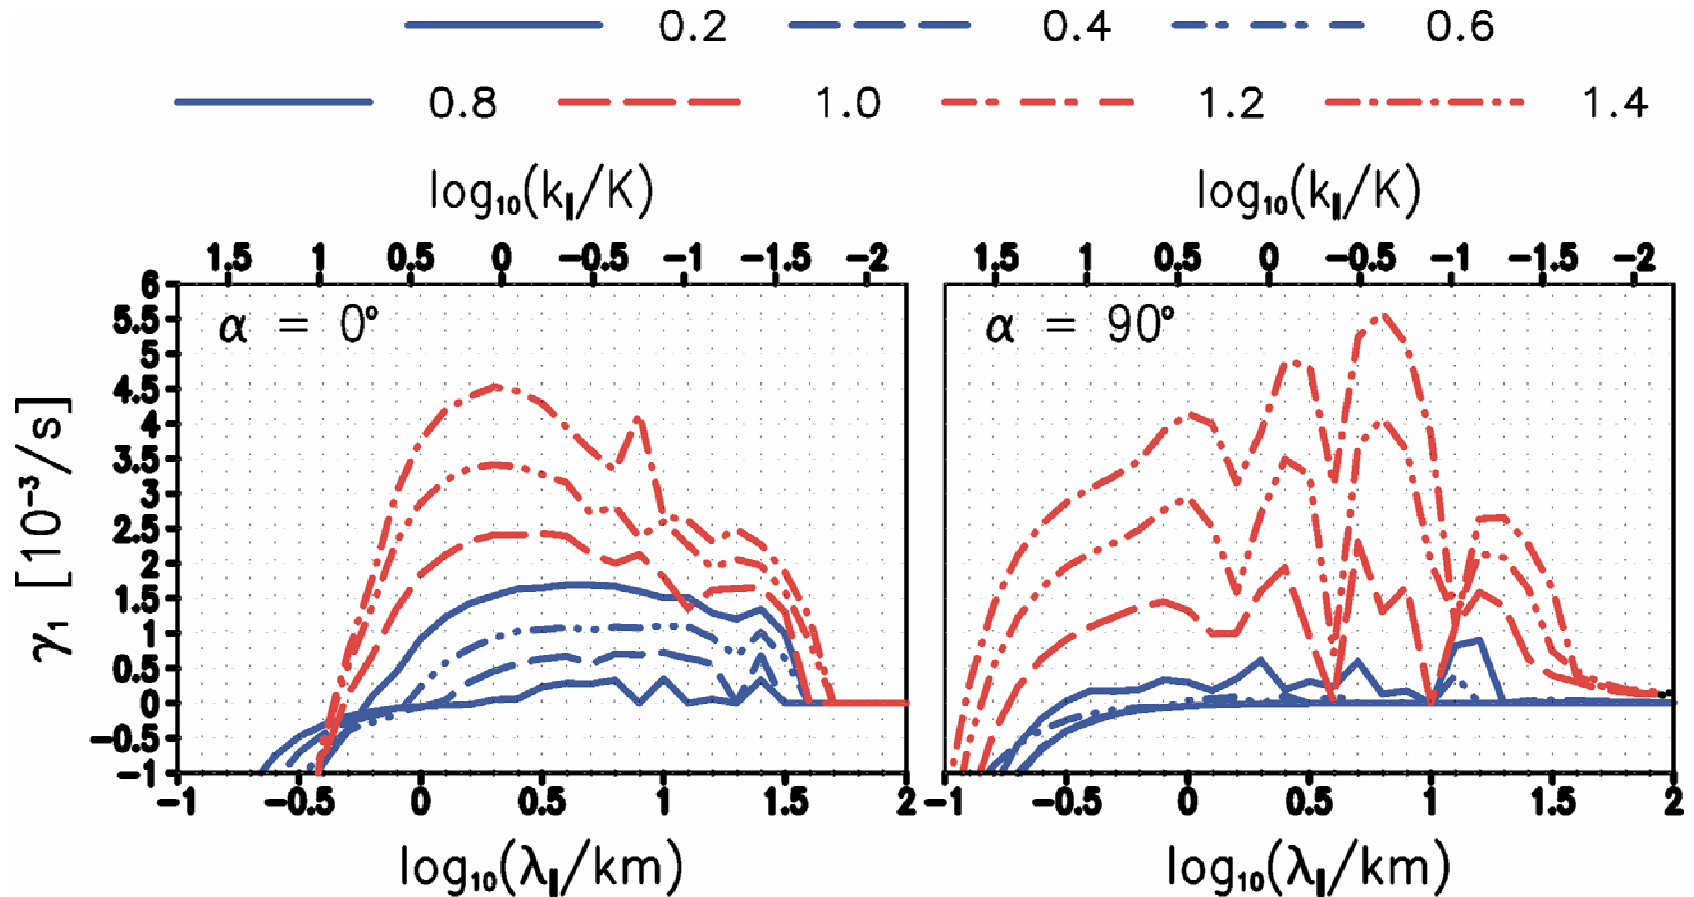 0.2 0.4 0.6
0.8 1.0 1.2 1.4
log₁₀(k∥/K) log₁₀(k∥/K)
1.5 1 0.5 0 −0.5 −1 −1.5 −2 1.5 1 0.5 0 −0.5 −1 −1.5 −2
α = 0° α = 90°
γ₁ [10⁻³/s]
6
5.5
5
4.5
4
3.5
3
2.5
2
1.5
1
0.5
0
−0.5
−1
−1 −0.5 0 0.5 1 1.5 2 −1 −0.5 0 0.5 1 1.5 2
log₁₀(λ∥/km) log₁₀(λ∥/km)